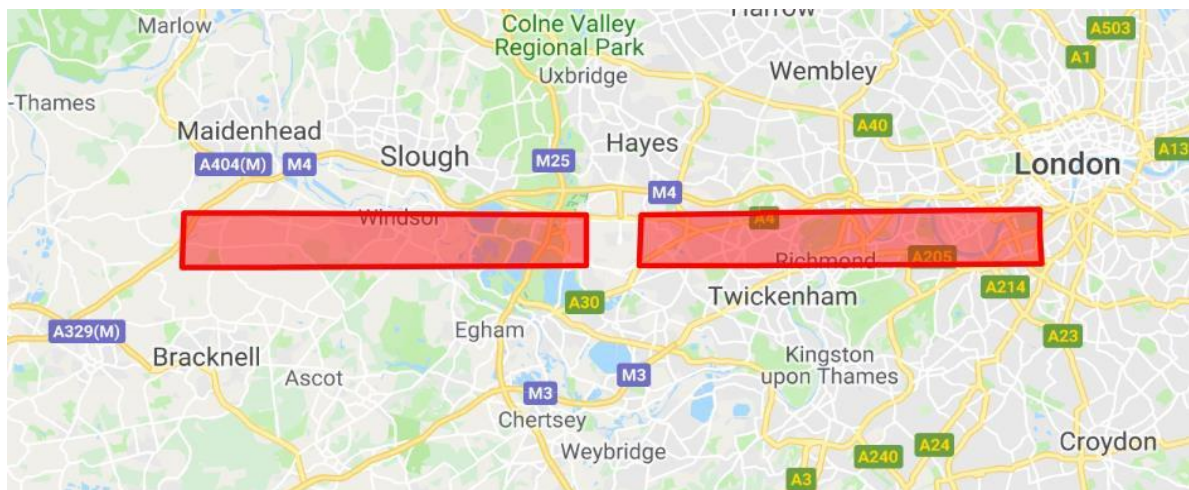 Marlow
Colne Valley
Regional Park
Harrow
A503
A1
Uxbridge
Wembley
-Thames
Maidenhead
Hayes
A40
A404(M)
M4
Slough
M25
London
A13
M4
Windsor
A4
Richmond
A205
Twickenham
A214
A30
A329(M)
Egham
A23
Bracknell
Ascot
M3
M3
Kingston
upon Thames
Chertsey
Weybridge
A240
A24
Croydon
A3